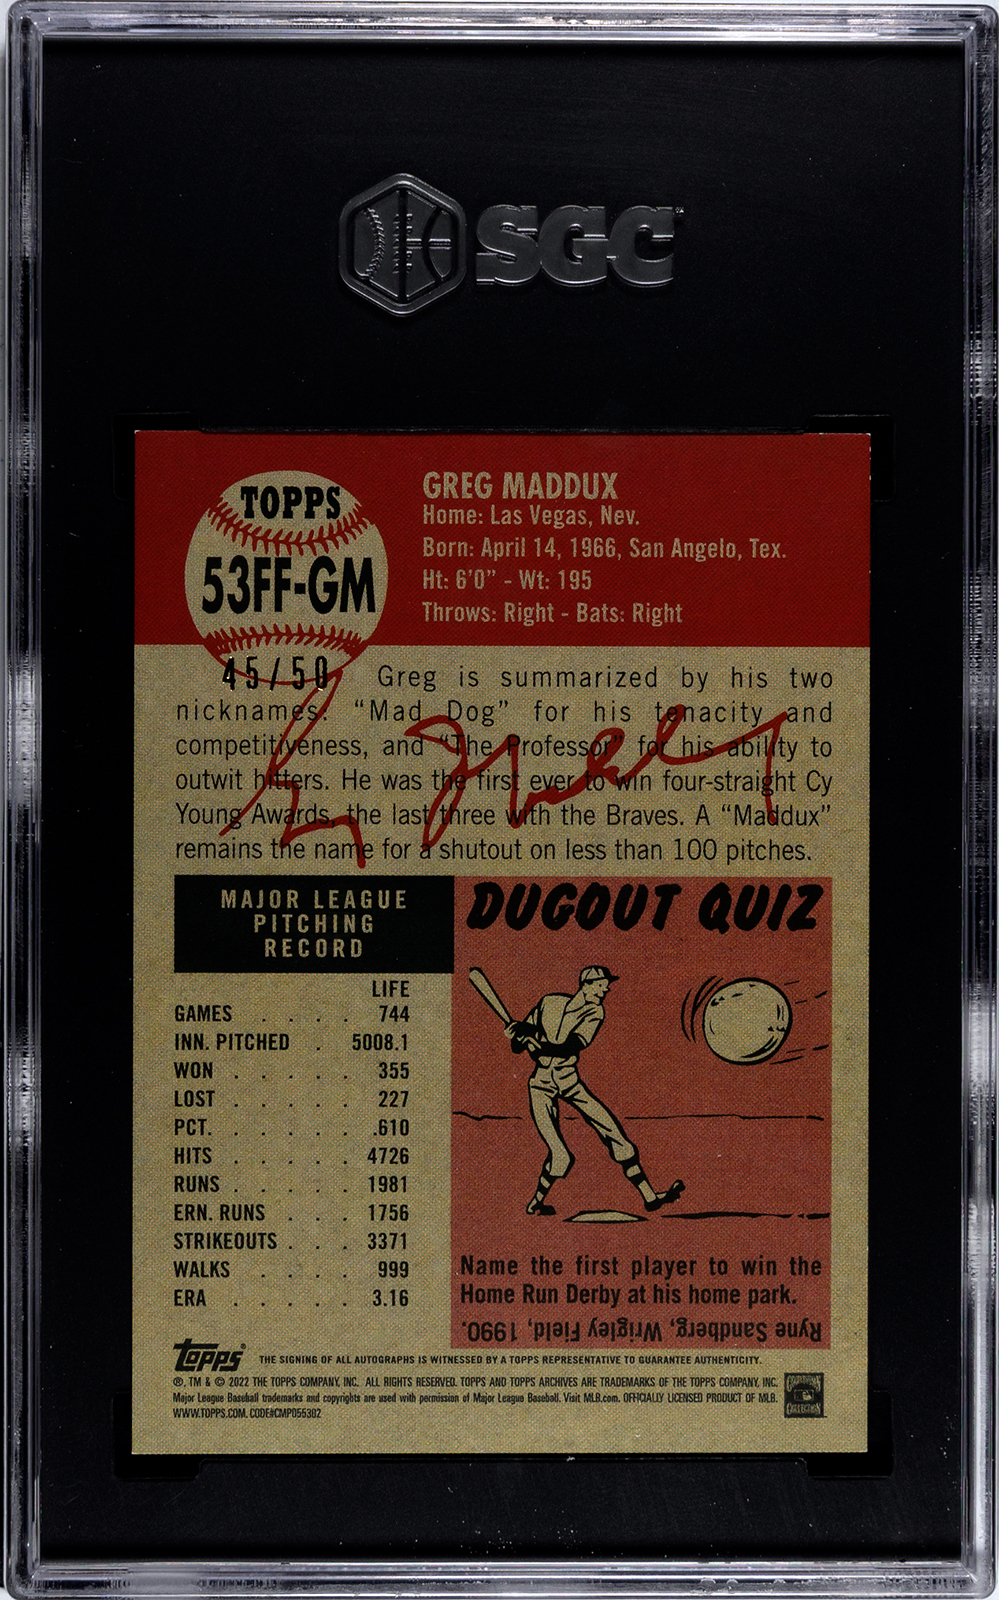 SGC
TOPPS
53FF-GM
45/50
GREG MADDUX
Home: Las Vegas, Nev.
Born: April 14, 1966, San Angelo, Tex.
Ht: 6'0" - Wt: 195
Throws: Right - Bats: Right
Greg is summarized by his two
nicknames: “Mad Dog” for his tenacity and
competitiveness, and “The Professor” for his ability to
outwit hitters. He was the first ever to win four-straight Cy
Young Awards, the last three with the Braves. A “Maddux”
remains the name for a shutout on less than 100 pitches.
MAJOR LEAGUE
PITCHING
RECORD
LIFE
GAMES . . . . 744
INN. PITCHED . 5008.1
WON . . . . . 355
LOST . . . . . 227
PCT. . . . . . .610
HITS . . . . . 4726
RUNS . . . . . 1981
ERN. RUNS . . . 1756
STRIKEOUTS . . . 3371
WALKS . . . . 999
ERA . . . . . 3.16
DUGOUT QUIZ
Name the first player to win the
Home Run Derby at his home park.
Ryne Sandberg, Wrigley Field, 1990.
topps
THE SIGNING OF ALL AUTOGRAPHS IS WITNESSED BY A TOPPS REPRESENTATIVE TO GUARANTEE AUTHENTICITY.
®, TM & © 2022 THE TOPPS COMPANY, INC. ALL RIGHTS RESERVED. TOPPS AND TOPPS ARCHIVES ARE TRADEMARKS OF THE TOPPS COMPANY, INC.
Major League Baseball trademarks and copyrights are used with permission of Major League Baseball. Visit MLB.com. OFFICIALLY LICENSED PRODUCT OF MLB.
WWW.TOPPS.COM. CODE#CMP055302